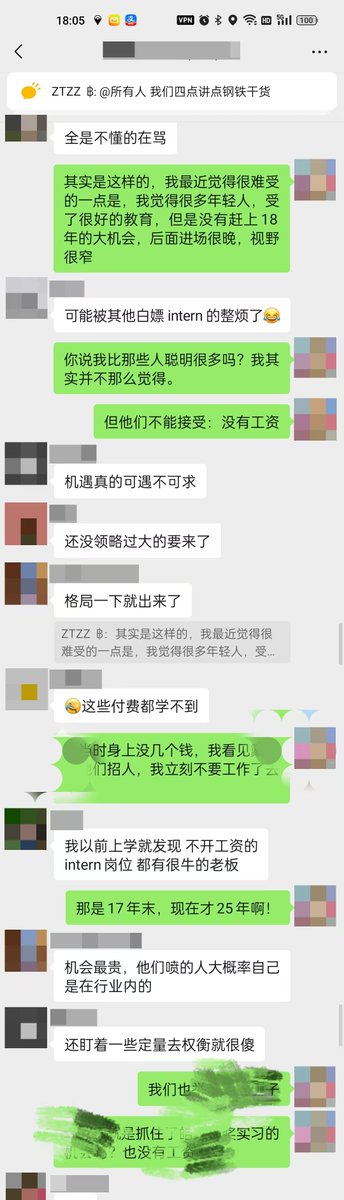 18:05
VPN
HD
5G
100
ZTZZ ฿: @所有人 我们四点讲点钢铁干货
全是不懂的在骂
其实是这样的，我最近觉得很难受
的一点是，我觉得很多年轻人，受
了很好的教育，但是没有赶上 18
年的大机会，后面进场很晚，视野
很窄
可能被其他白嫖 intern 的整烦了😂
你说我比那些人聪明很多吗？我其
实并不那么觉得。
但他们不能接受：没有工资
机遇真的可遇不可求
还没领略过大的要来了
格局一下就出来了
ZTZZ ฿：其实是这样的，我最近觉得很
难受的一点是，我觉得很多年轻人，受...
🤣这些付费都学不到
当时身上没几个钱，我看见
们招人，我立刻不要工作了去
我以前上学就发现 不开工资的
intern 岗位 都有很牛的老板
那是 17 年末，现在才 25 年啊！
机会最贵，他们喷的人大概率自己
是在行业内的
还盯着一些定量去权衡就很傻
我们也
子
是抓住了
实习的
？也没有工资